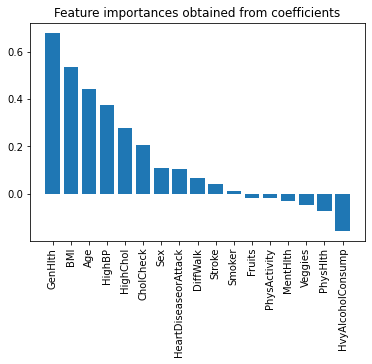 Feature importances obtained from coefficients
0.6
0.4
0.2
0.0
GenHlth
BMI
Age
HighBP
HighChol
CholCheck
Sex
HeartDiseaseorAttack
DiffWalk
Stroke
Smoker
Fruits
PhysActivity
MentHlth
Veggies
PhysHlth
HvyAlcoholConsump